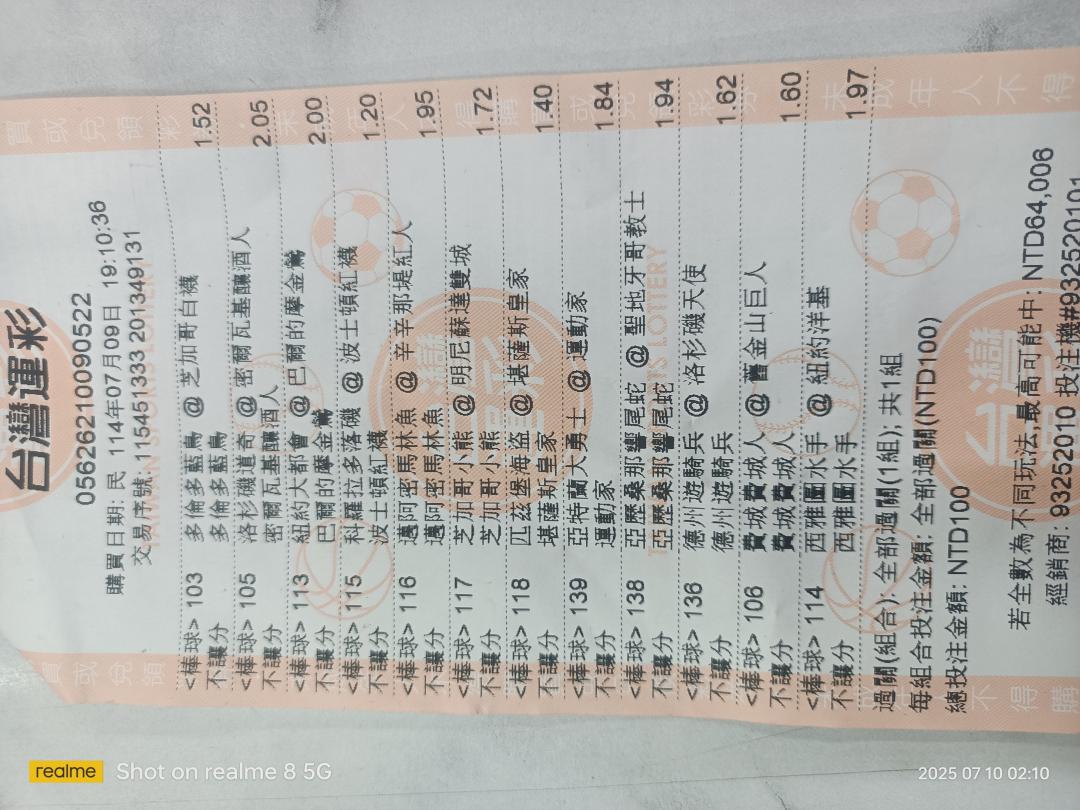 台灣運彩
056262100900522
購買日期: 民 114年07月09日 19:10:36
交易序號: 115451333 201349131
<棒球> 103 多倫多藍鳥 @ 芝加哥白襪
不讓分 多倫多藍鳥 1.52
<棒球> 105 洛杉磯道奇 @ 密爾瓦基釀酒人
不讓分 密爾瓦基釀酒人 2.05
<棒球> 113 紐約大都會 @ 巴爾的摩金鶯
不讓分 巴爾的摩金鶯 2.00
<棒球> 115 科羅拉多落磯 @ 波士頓紅襪
不讓分 波士頓紅襪 1.20
<棒球> 116 邁阿密馬林魚 @ 辛辛那堤紅人
不讓分 邁阿密馬林魚 1.95
<棒球> 117 芝加哥小熊 @ 明尼蘇達雙城
不讓分 芝加哥小熊 1.72
<棒球> 118 匹茲堡海盜 @ 堪薩斯皇家
不讓分 堪薩斯皇家 1.40
<棒球> 139 亞特蘭大勇士 @ 運動家
不讓分 運動家 1.84
<棒球> 138 亞歷桑那響尾蛇 @ 聖地牙哥教士
不讓分 亞歷桑那響尾蛇 1.94
<棒球> 136 德州遊騎兵 @ 洛杉磯天使
不讓分 德州遊騎兵 1.62
<棒球> 106 費城費城人 @ 舊金山巨人
不讓分 費城費城人 1.60
<棒球> 114 西雅圖水手 @ 紐約洋基
不讓分 西雅圖水手 1.97
過關(組合): 全部過關(1組); 共 1組
每組合投注金額: 全部過關(NTD100)
總投注金額: NTD100
若全數為不同玩法,最高可能中: NTD64,006
經銷商: 93252010 投注機#932520101
realme Shot on realme 8 5G
2025 07 10 02:10